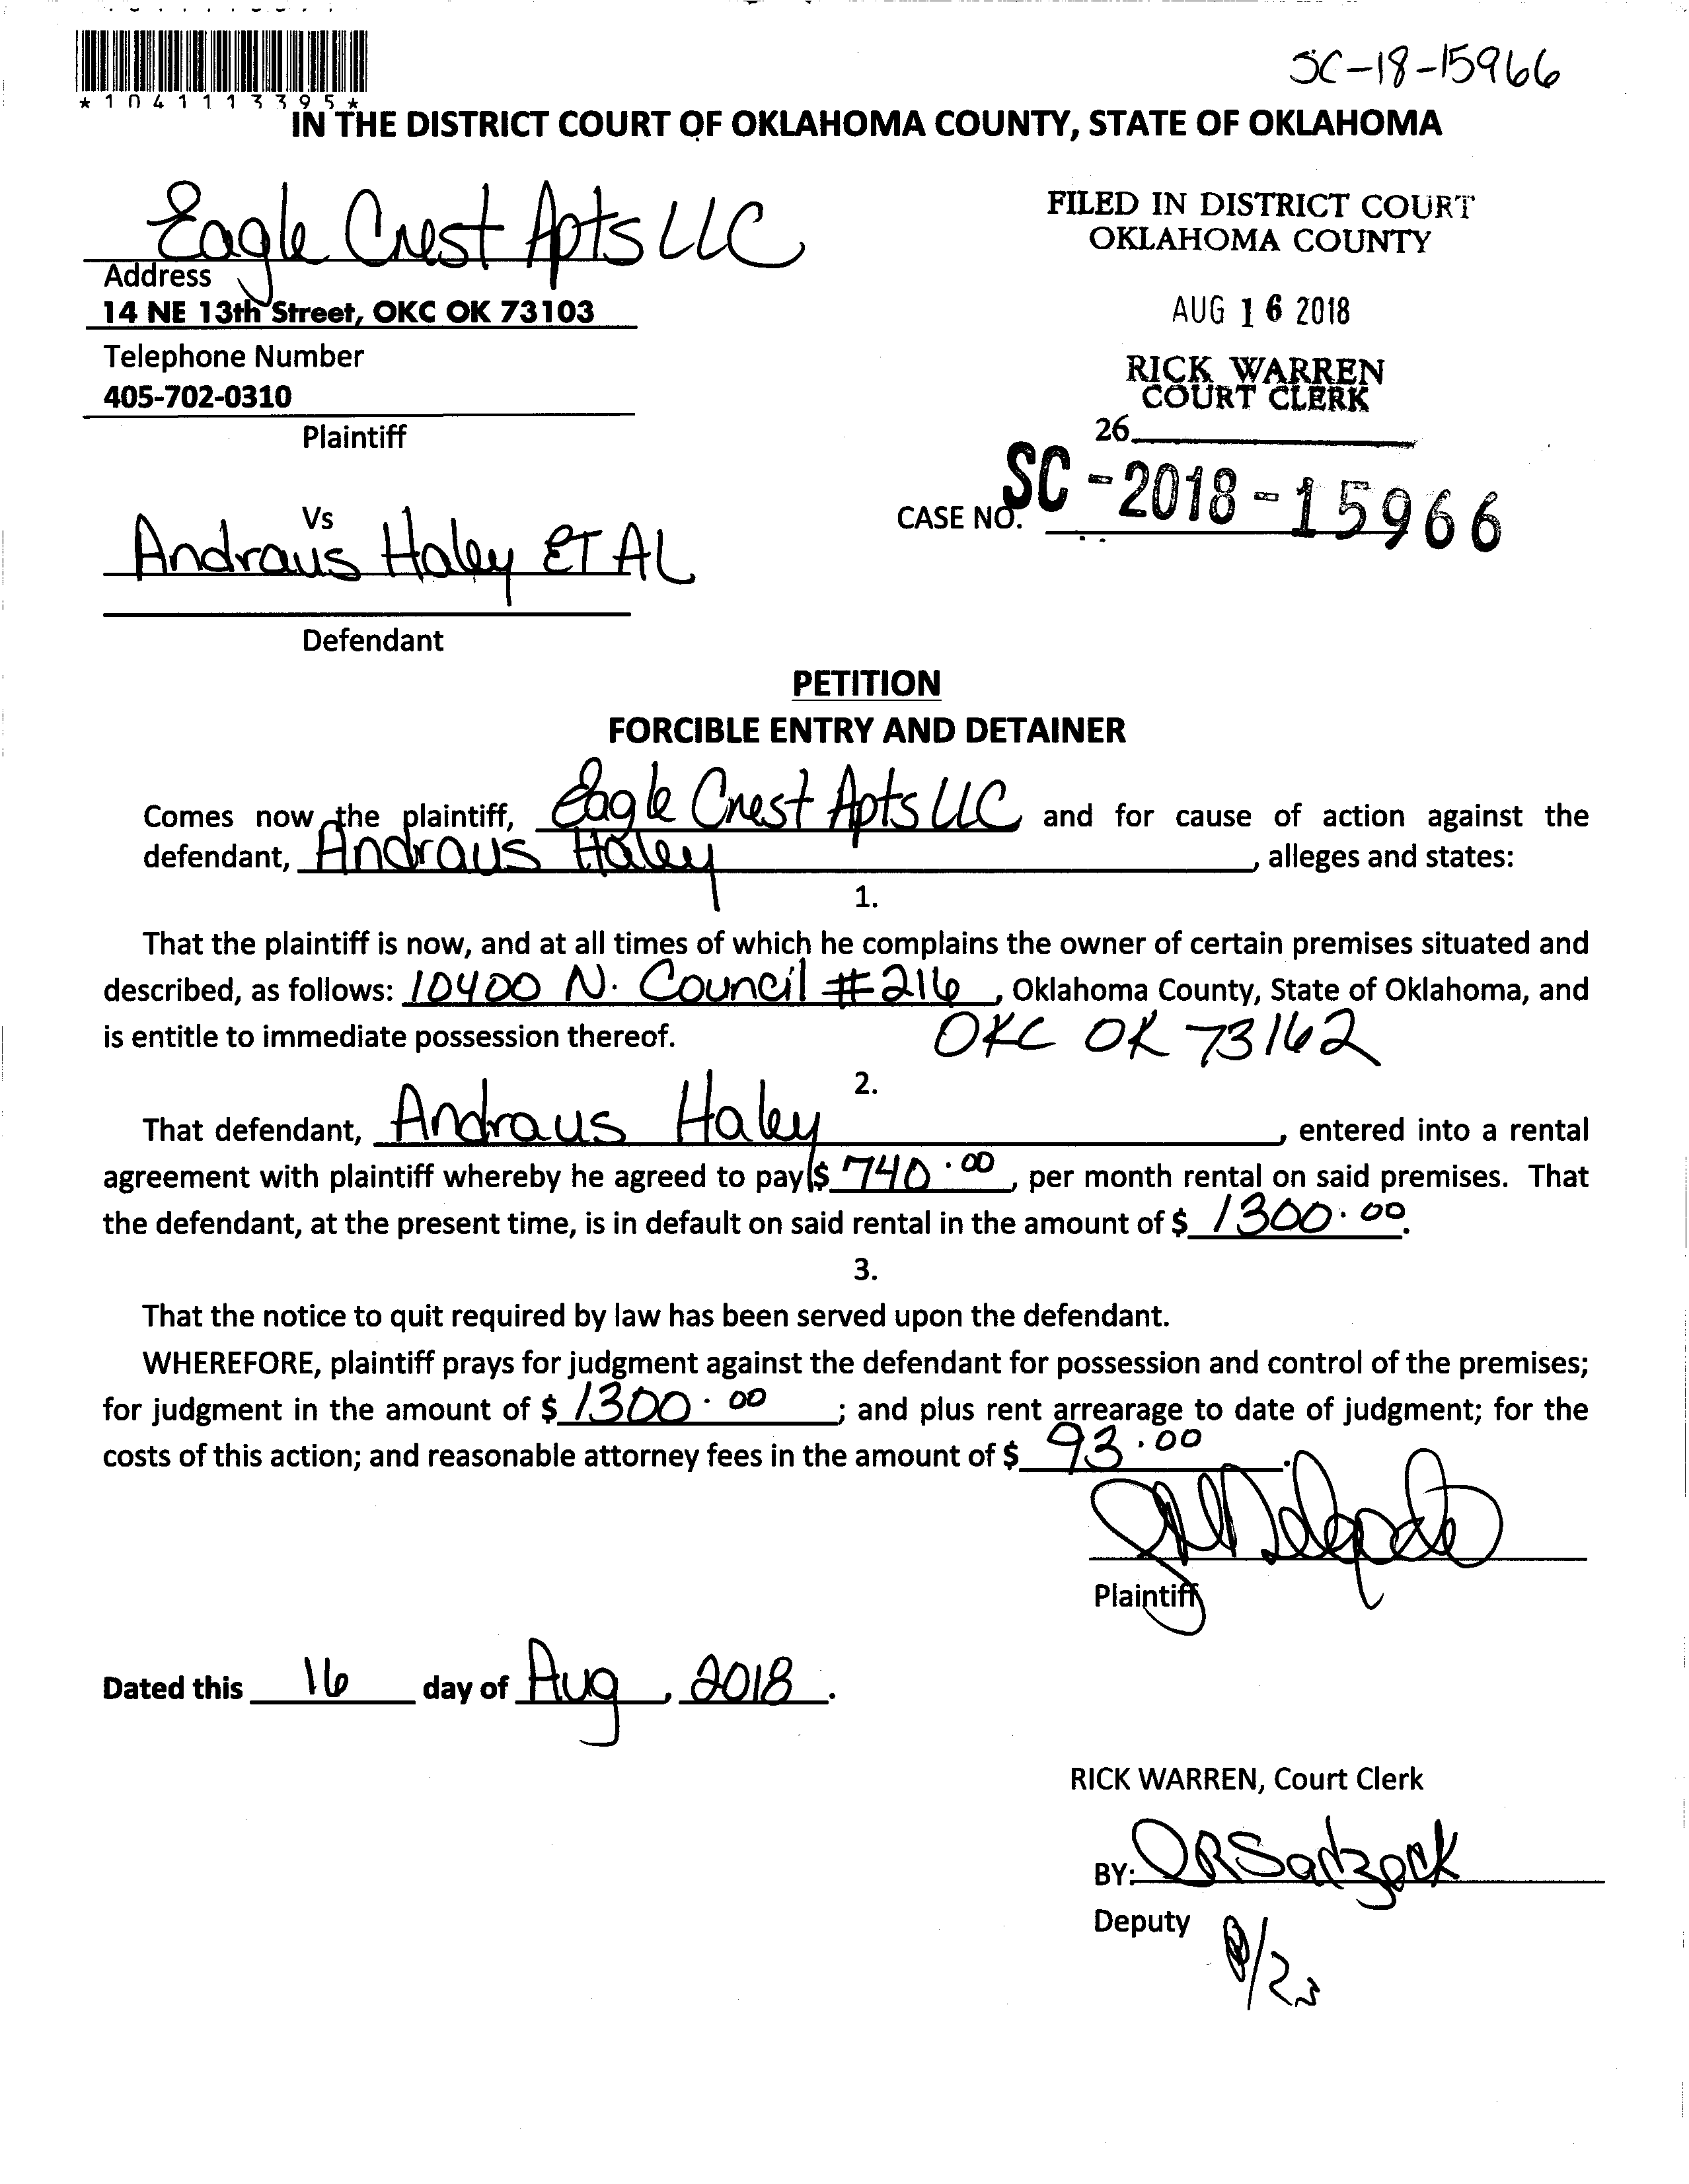 SC-18-15966
*1041113395*
IN THE DISTRICT COURT OF OKLAHOMA COUNTY, STATE OF OKLAHOMA
Eagle Crest Apts LLC
Address
14 NE 13th Street, OKC OK 73103
Telephone Number
405-702-0310
Plaintiff
FILED IN DISTRICT COURT
OKLAHOMA COUNTY
AUG 16 2018
RICK WARREN
COURT CLERK
26
CASE NO. SC-2018-15966
Vs
Andraus Haley ET AL
Defendant
PETITION
FORCIBLE ENTRY AND DETAINER
Comes now the plaintiff, Eagle Crest Apts LLC and for cause of action against the
defendant, Andraus Haley, alleges and states:
1.
That the plaintiff is now, and at all times of which he complains the owner of certain premises situated and
described, as follows: 10400 N. Council #216, Oklahoma County, State of Oklahoma, and
is entitle to immediate possession thereof. OKC OK 73162
2.
That defendant, Andraus Haley, entered into a rental
agreement with plaintiff whereby he agreed to pay $ 740.00, per month rental on said premises. That
the defendant, at the present time, is in default on said rental in the amount of $ 1300.00.
3.
That the notice to quit required by law has been served upon the defendant.
WHEREFORE, plaintiff prays for judgment against the defendant for possession and control of the premises;
for judgment in the amount of $ 1300.00; and plus rent arrearage to date of judgment; for the
costs of this action; and reasonable attorney fees in the amount of $ 93.00.
Plaintiff
Dated this 16 day of Aug, 2018.
RICK WARREN, Court Clerk
BY:
Deputy